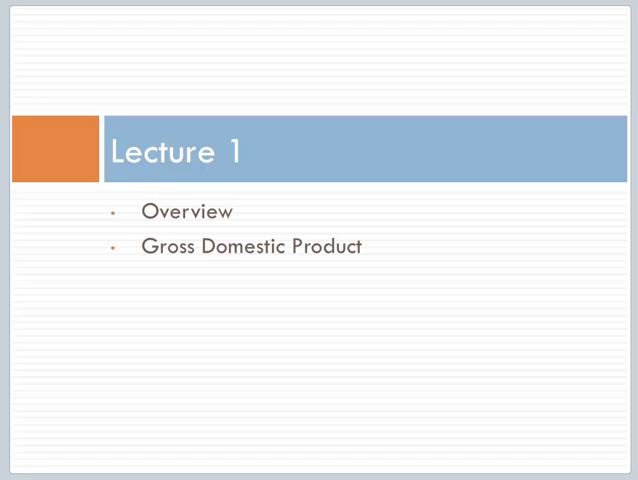 Lecture 1
• Overview
• Gross Domestic Product